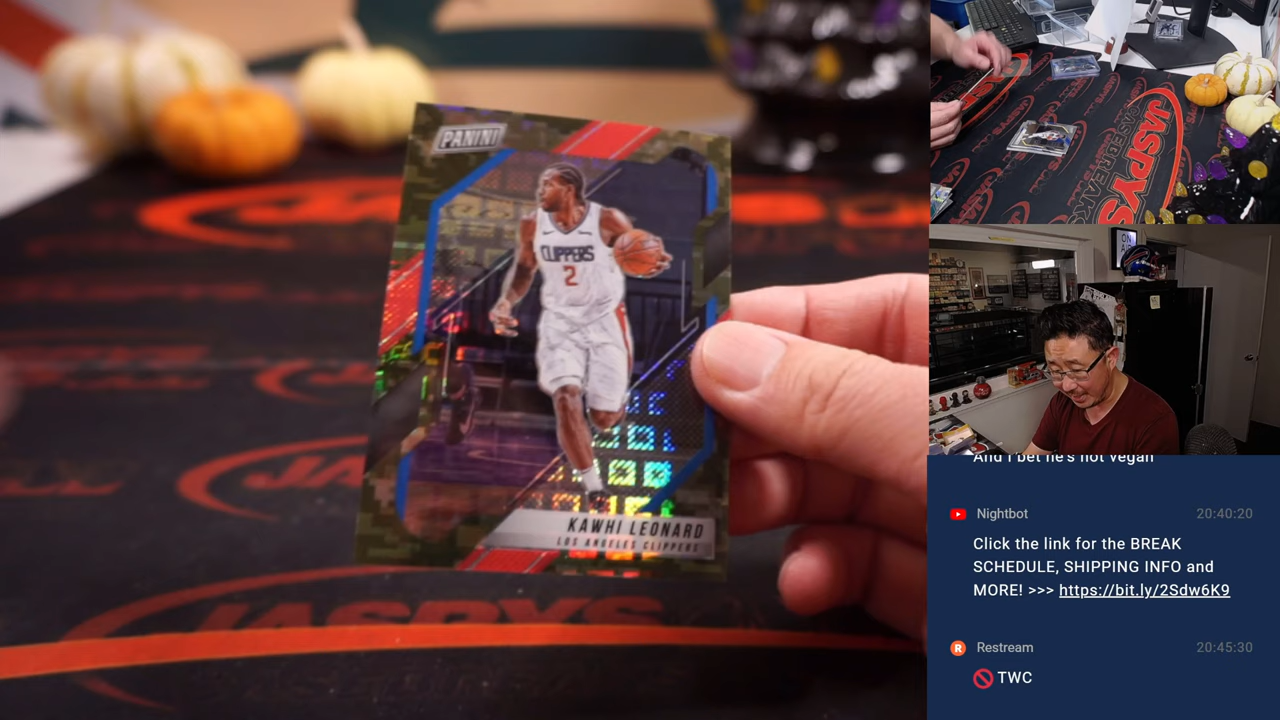 PANINI
CLIPPERS
2
KAWHI LEONARD
LOS ANGELES CLIPPERS
JASPYS
JASPYS
ON
And I bet he's not vegan
Nightbot 20:40:20
Click the link for the BREAK
SCHEDULE, SHIPPING INFO and
MORE! >>> https://bit.ly/2Sdw6K9
Restream 20:45:30
TWC